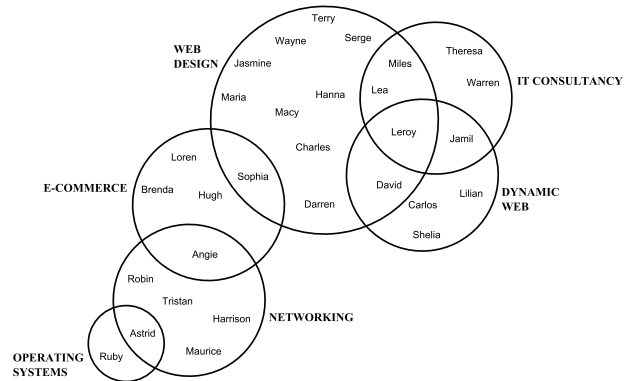 Terry
Wayne
Serge
WEB
DESIGN
Theresa
Jasmine
Miles
Warren
IT CONSULTANCY
Lea
Maria
Hanna
Macy
Leroy
Jamil
Charles
Loren
Sophia
E-COMMERCE
Brenda
Hugh
David
Lilian
DYNAMIC
WEB
Darren
Carlos
Shelia
Angie
Robin
Tristan
Harrison
NETWORKING
Astrid
Maurice
Ruby
OPERATING
SYSTEMS